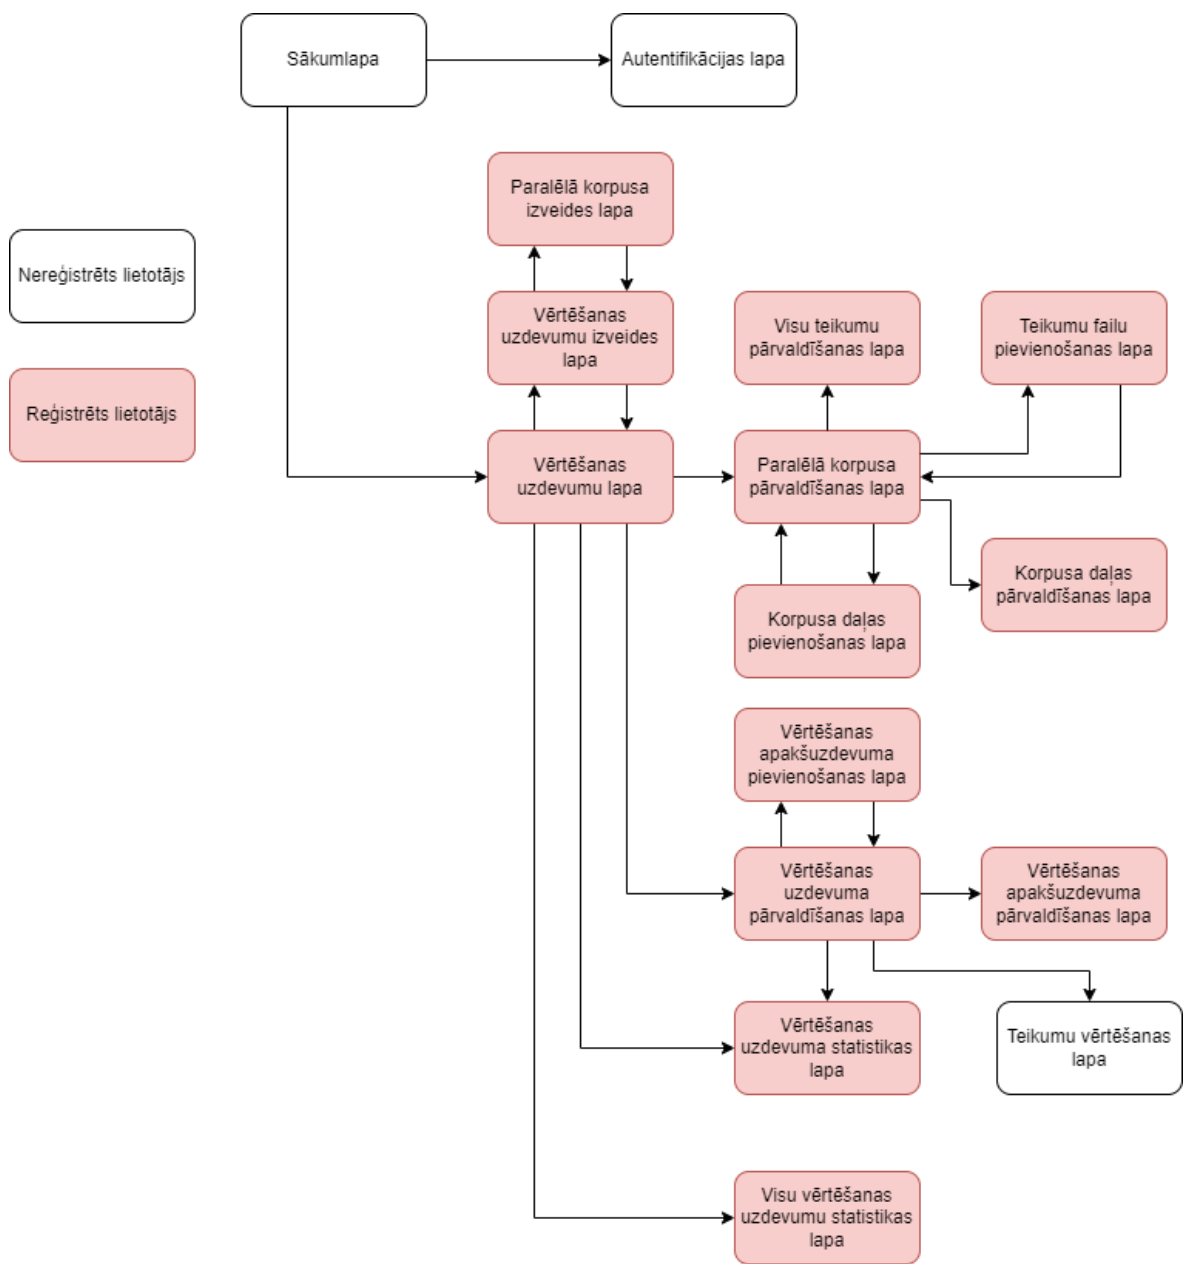 Sākumlapa
Autentifikācijas lapa
Paralēlā korpusa
izveides lapa
Nereģistrēts lietotājs
Vērtēšanas
uzdevumu izveides
lapa
Visu teikumu
pārvaldīšanas lapa
Teikumu failu
pievienošanas lapa
Reģistrēts lietotājs
Vērtēšanas
uzdevumu lapa
Paralēlā korpusa
pārvaldīšanas lapa
Korpusa daļas
pārvaldīšanas lapa
Korpusa daļas
pievienošanas lapa
Vērtēšanas
apakšuzdevuma
pievienošanas lapa
Vērtēšanas
uzdevuma
pārvaldīšanas lapa
Vērtēšanas
apakšuzdevuma
pārvaldīšanas lapa
Vērtēšanas
uzdevuma statistikas
lapa
Teikumu vērtēšanas
lapa
Visu vērtēšanas
uzdevumu statistikas
lapa